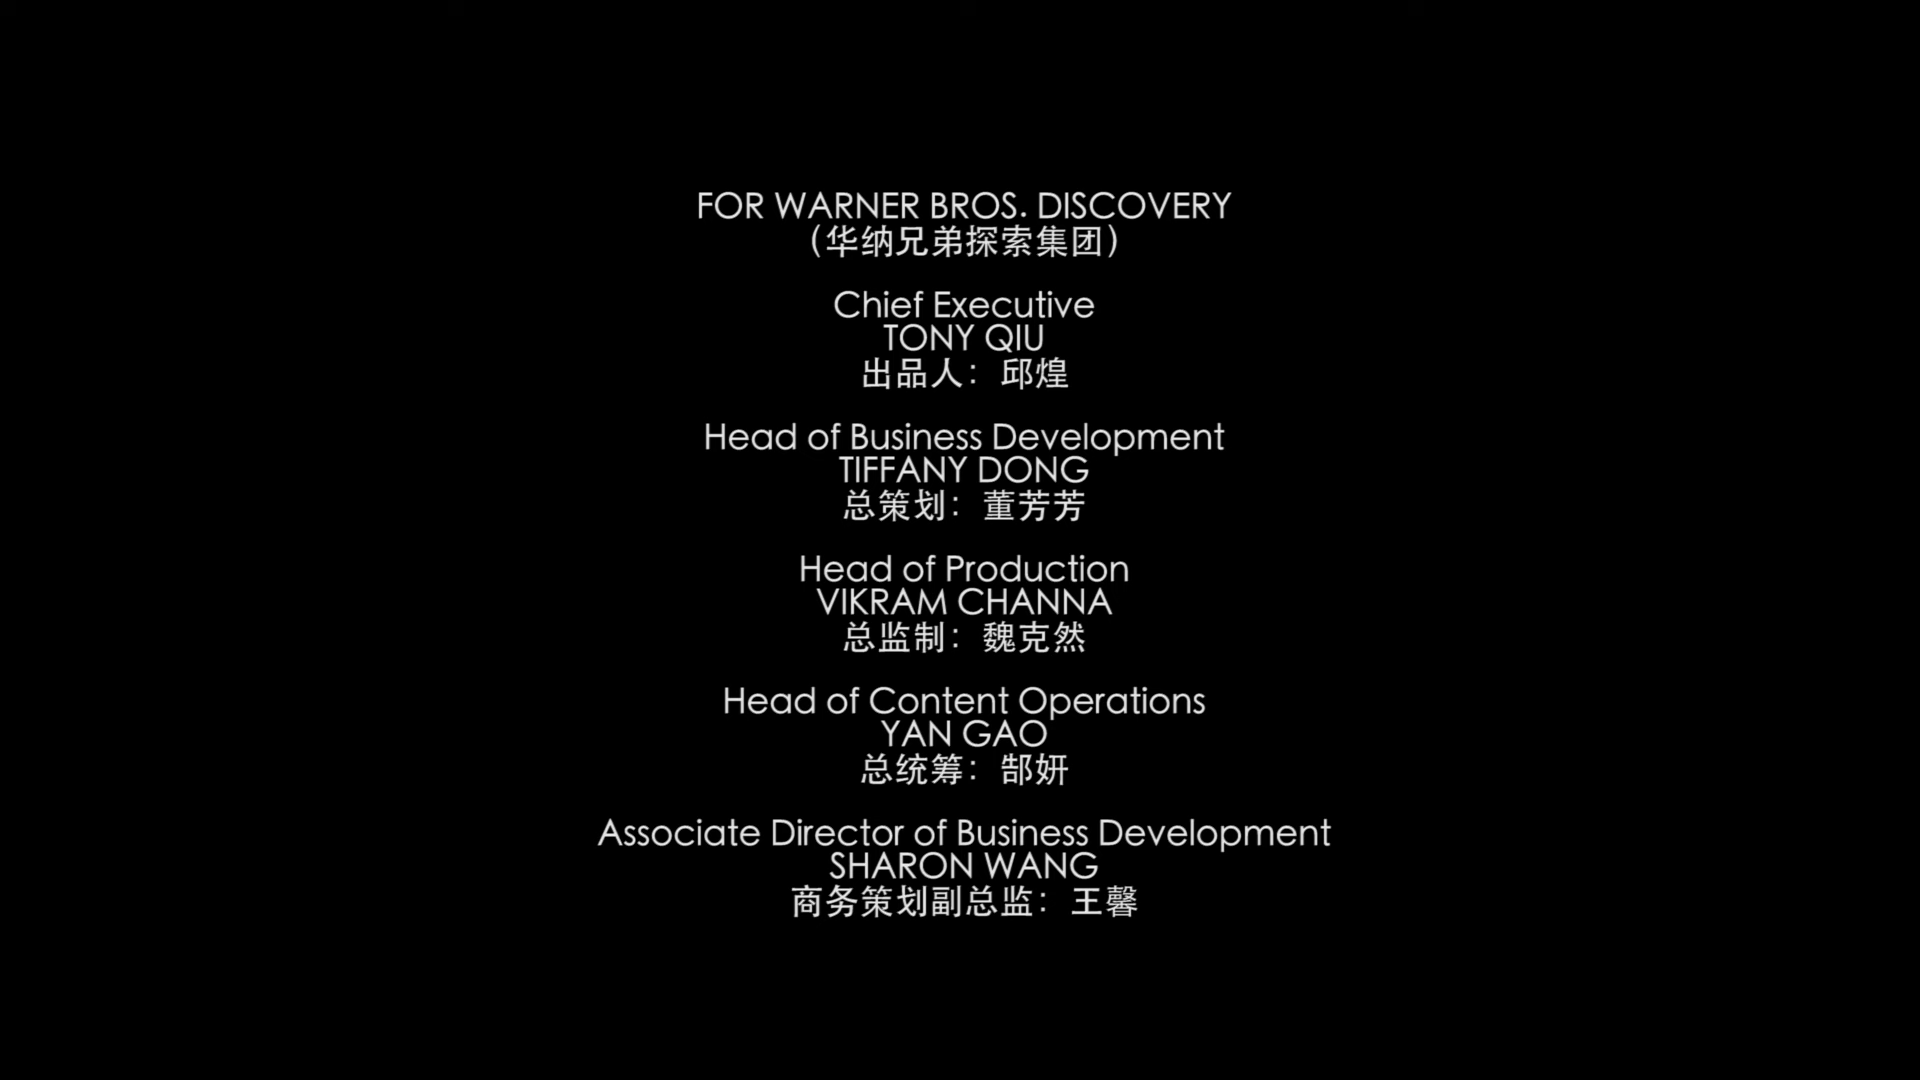 FOR WARNER BROS. DISCOVERY
（华纳兄弟探索集团）
Chief Executive
TONY QIU
出品人：邱煌
Head of Business Development
TIFFANY DONG
总策划：董芳芳
Head of Production
VIKRAM CHANNA
总监制：魏克然
Head of Content Operations
YAN GAO
总统筹：郜妍
Associate Director of Business Development
SHARON WANG
商务策划副总监：王馨